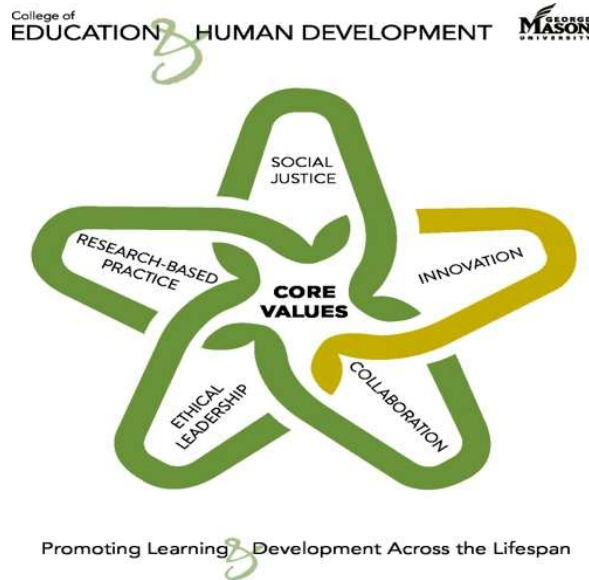 College of
EDUCATION & HUMAN DEVELOPMENT
GEORGE
MASON
UNIVERSITY
SOCIAL
JUSTICE
RESEARCH-BASED
PRACTICE
INNOVATION
CORE
VALUES
ETHICAL
LEADERSHIP
COLLABORATION
Promoting Learning & Development Across the Lifespan